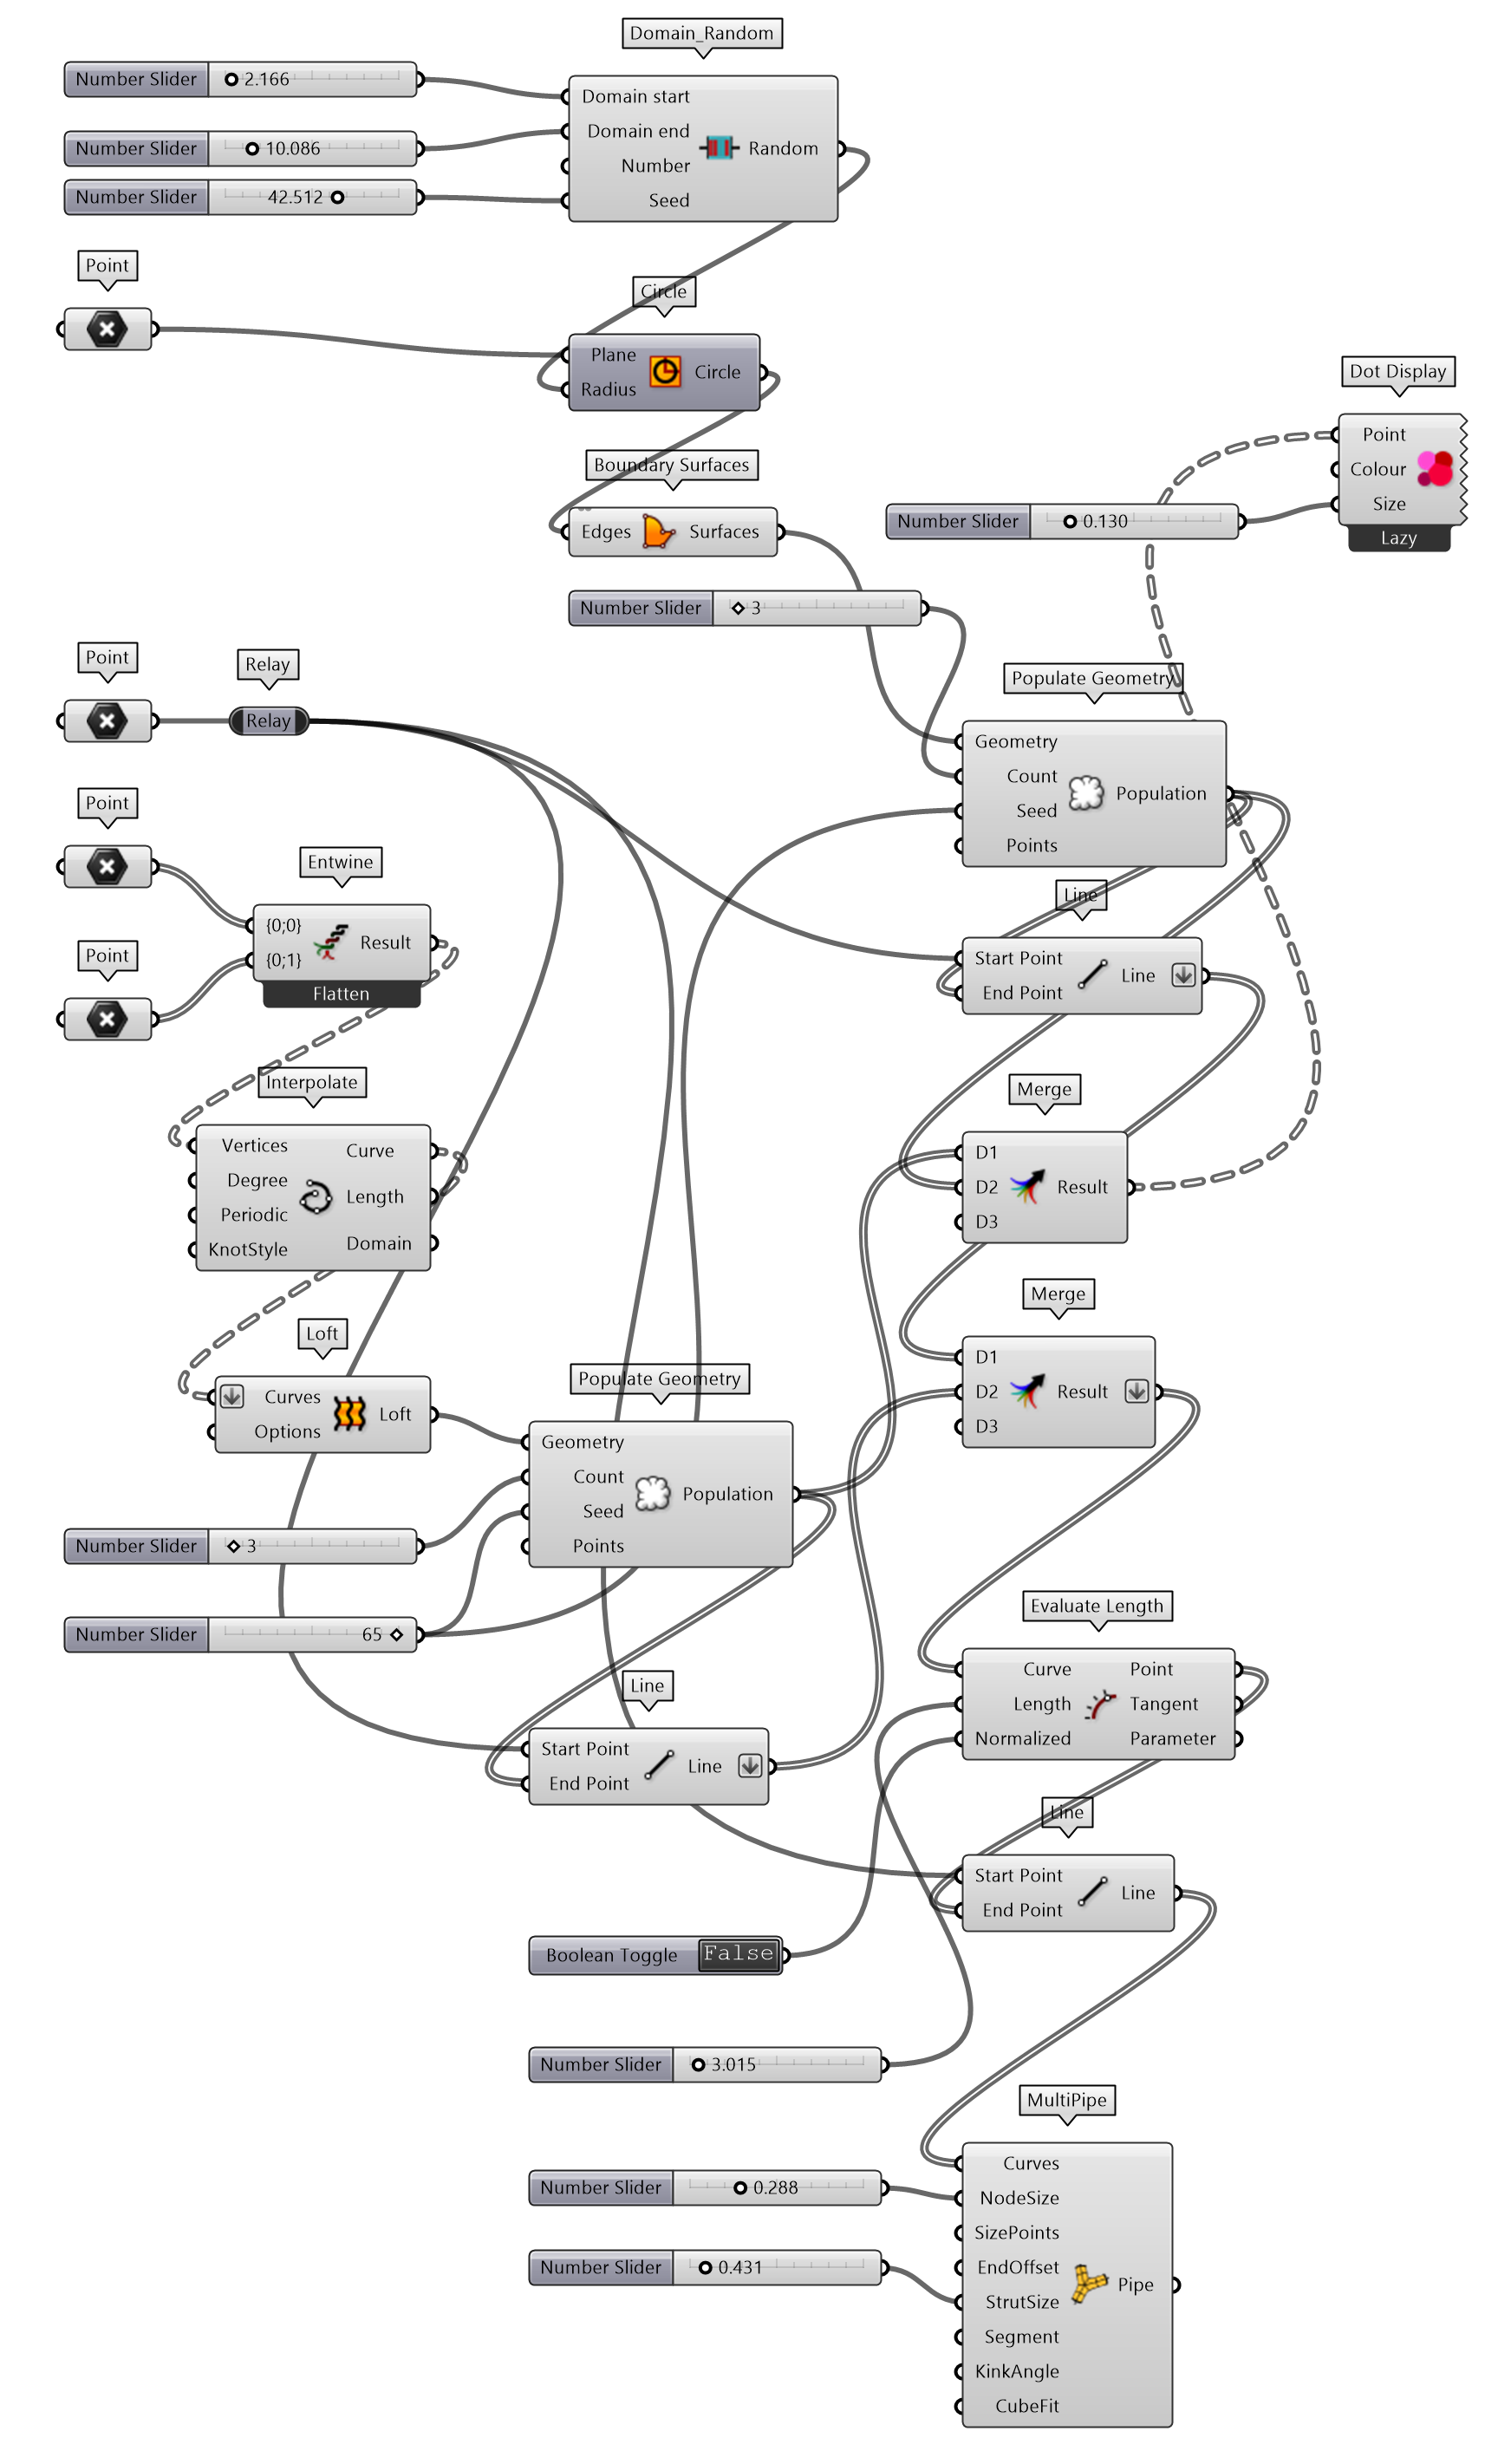 Domain_Random
Number Slider 2.166
Number Slider 10.086
Number Slider 42.512
Domain start
Domain end
Number
Seed
Random
Point
Circle
Plane
Radius
Circle
Boundary Surfaces
Edges Surfaces
Dot Display
Point
Colour
Size
Lazy
Number Slider 0.130
Number Slider 3
Point
Relay
Relay
Populate Geometry
Geometry
Count
Seed
Points
Population
Point
Entwine
{0;0}
{0;1}
Result
Flatten
Point
Line
Start Point
End Point
Line
Interpolate
Vertices
Degree
Periodic
KnotStyle
Curve
Length
Domain
Merge
D1
D2
D3
Result
Merge
D1
D2
D3
Result
Loft
Curves
Options
Loft
Populate Geometry
Geometry
Count
Seed
Points
Population
Number Slider 3
Number Slider 65
Evaluate Length
Curve
Length
Normalized
Point
Tangent
Parameter
Line
Start Point
End Point
Line
Line
Start Point
End Point
Line
Boolean Toggle False
Number Slider 3.015
MultiPipe
Number Slider 0.288
Number Slider 0.431
Curves
NodeSize
SizePoints
EndOffset
StrutSize
Segment
KinkAngle
CubeFit
Pipe